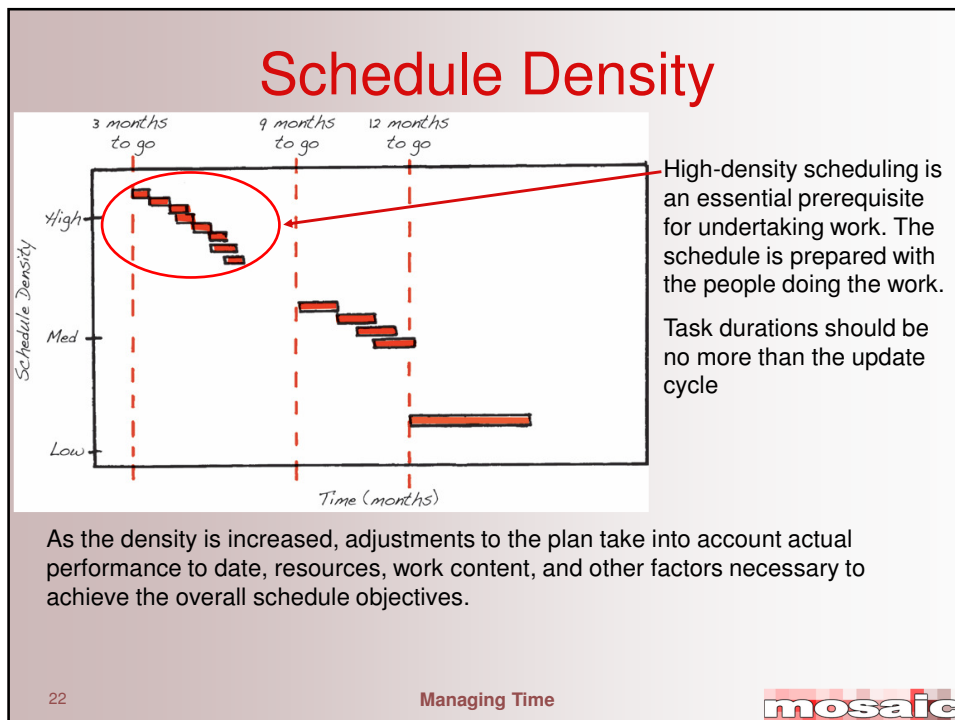 Schedule Density
3 months
to go
9 months
to go
12 months
to go
High
Med
Low
Schedule Density
Time (months)
High-density scheduling is
an essential prerequisite
for undertaking work. The
schedule is prepared with
the people doing the work.
Task durations should be
no more than the update
cycle
As the density is increased, adjustments to the plan take into account actual
performance to date, resources, work content, and other factors necessary to
achieve the overall schedule objectives.
22
Managing Time
mosaic